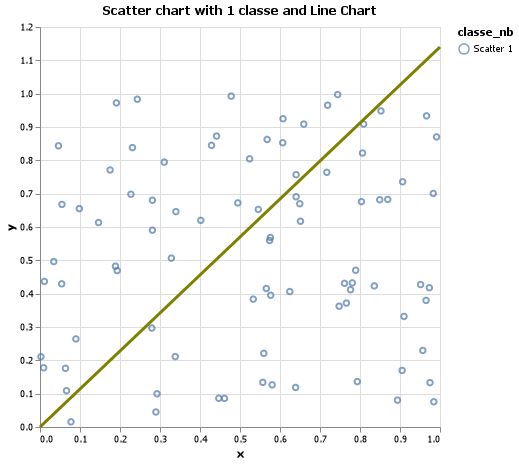 Scatter chart with 1 classe and Line Chart
classe_nb
Scatter 1
y
1.2
1.1
1.0
0.9
0.8
0.7
0.6
0.5
0.4
0.3
0.2
0.1
0.0
0.0 0.1 0.2 0.3 0.4 0.5 0.6 0.7 0.8 0.9 1.0
x